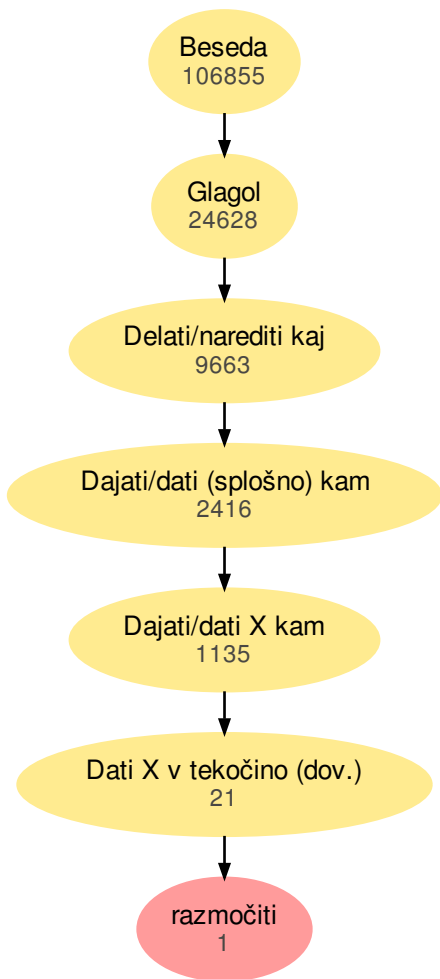 Beseda
106855
Glagol
24628
Delati/narediti kaj
9663
Dajati/dati (splošno) kam
2416
Dajati/dati X kam
1135
Dati X v tekočino (dov.)
21
razmočiti
1